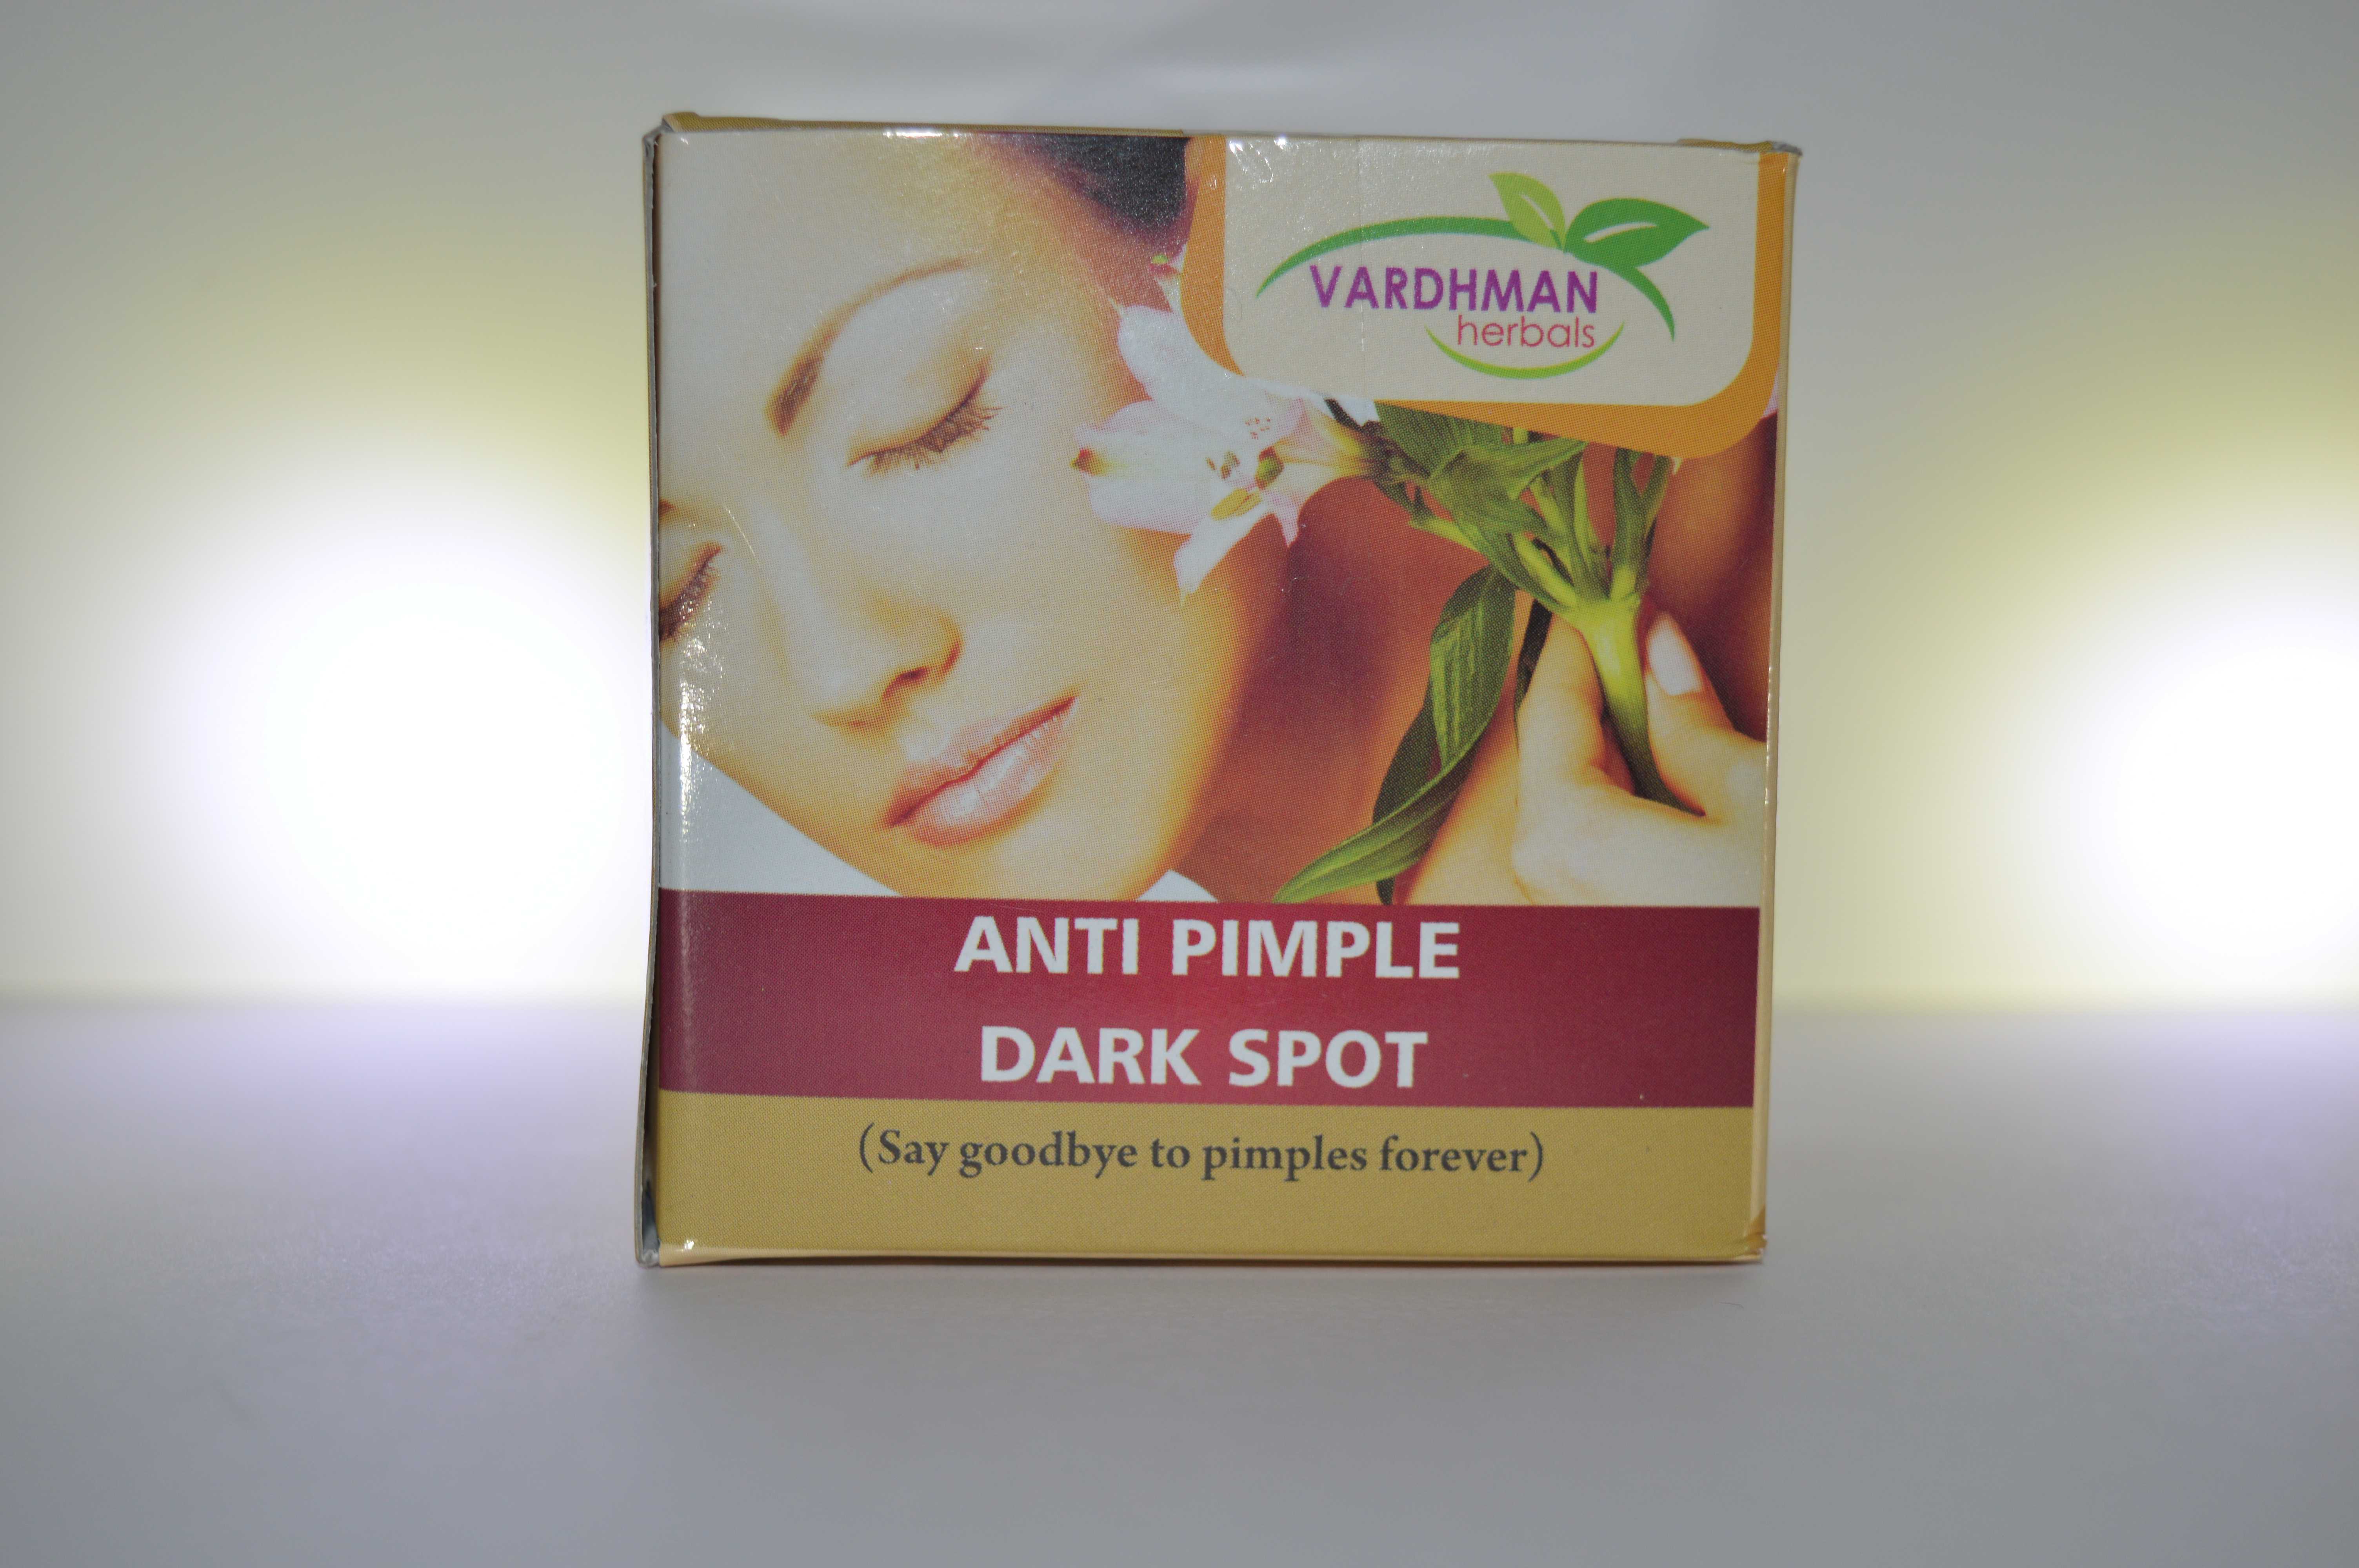 VARDHMAN
herbals
ANTI PIMPLE
DARK SPOT
(Say goodbye to pimples forever)